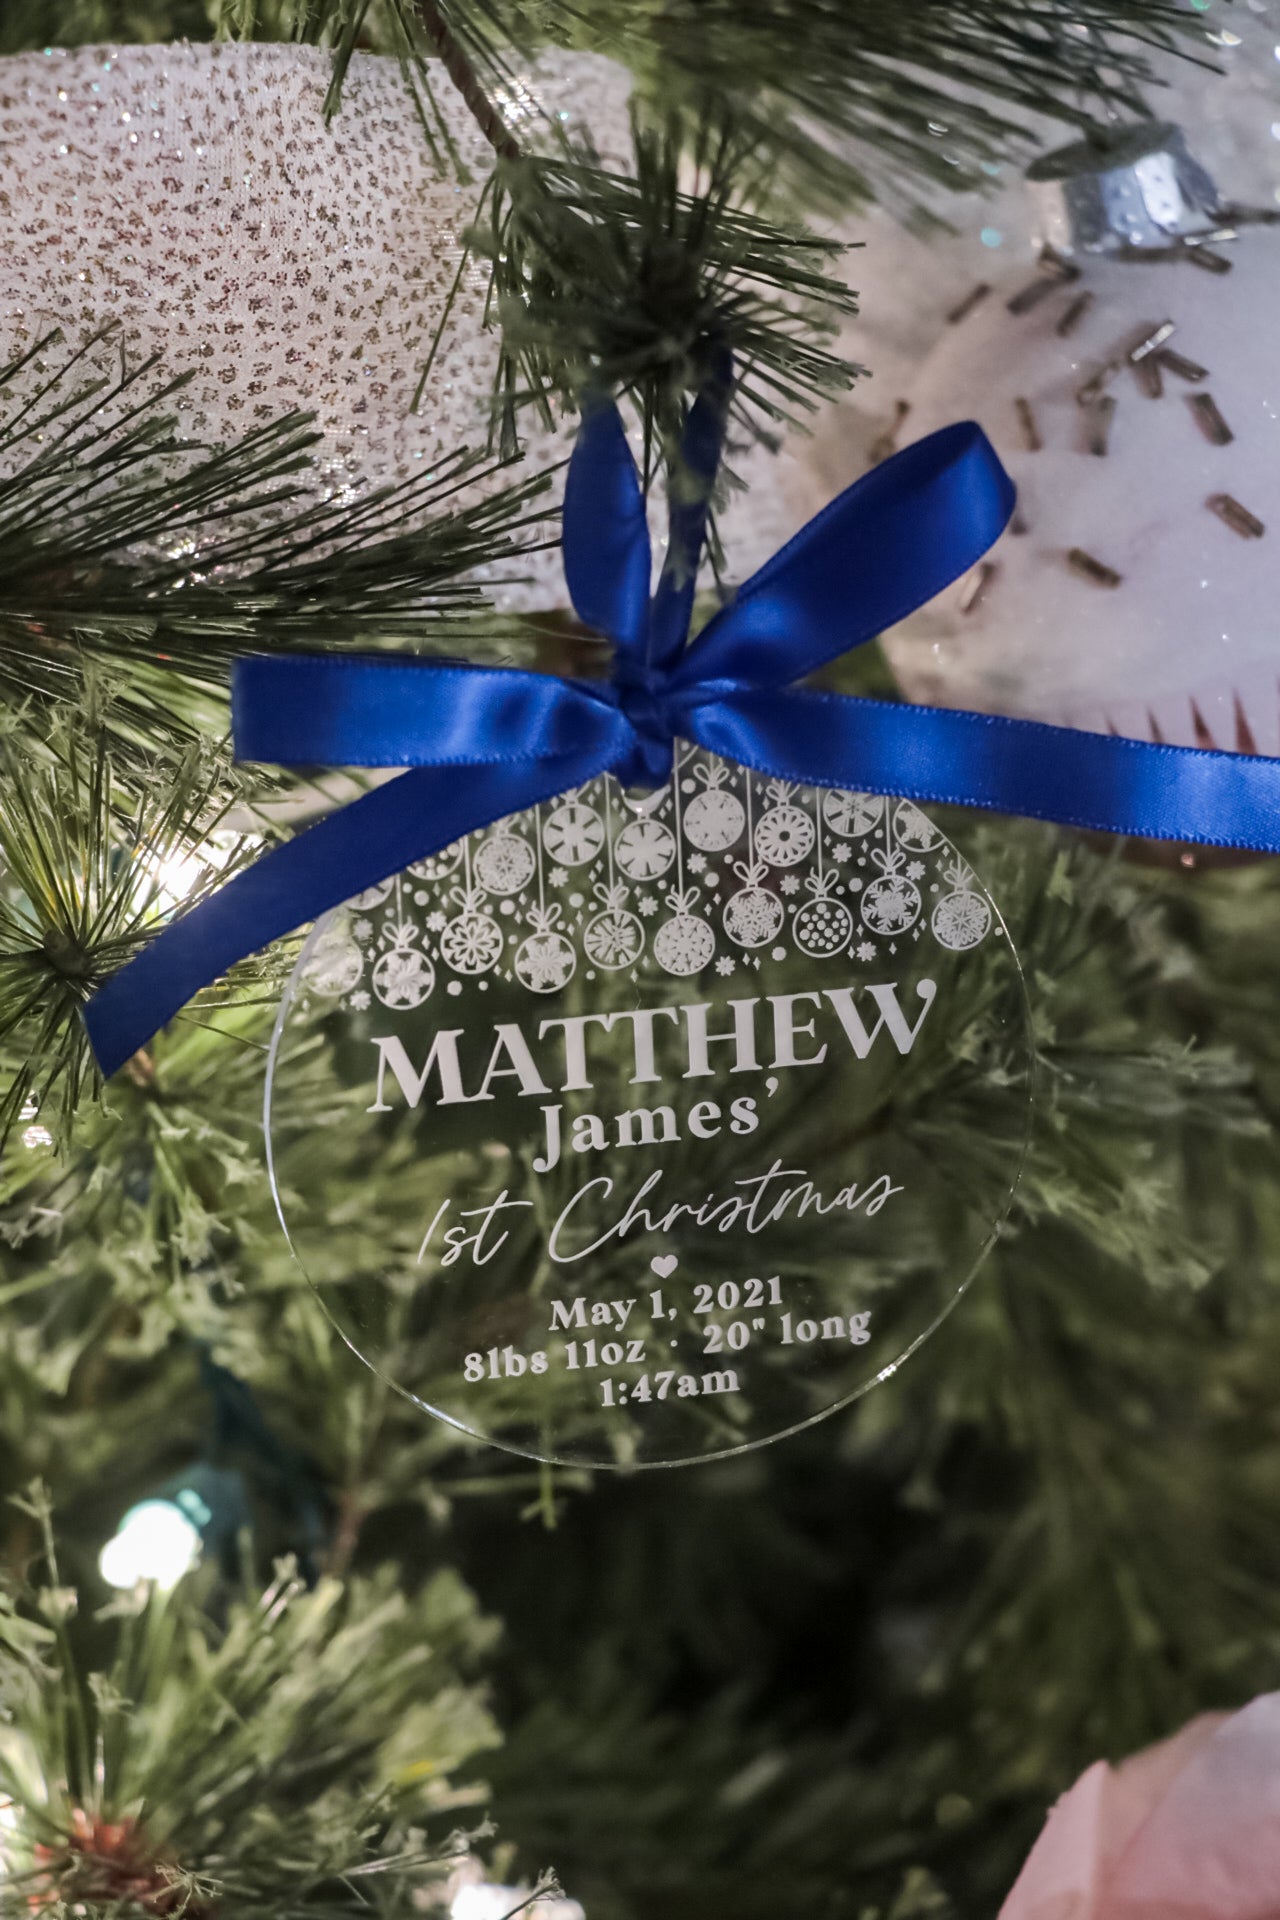 MATTHEW
James'
1st Christmas
May 1, 2021
8lbs 11oz · 20" long
1:47am